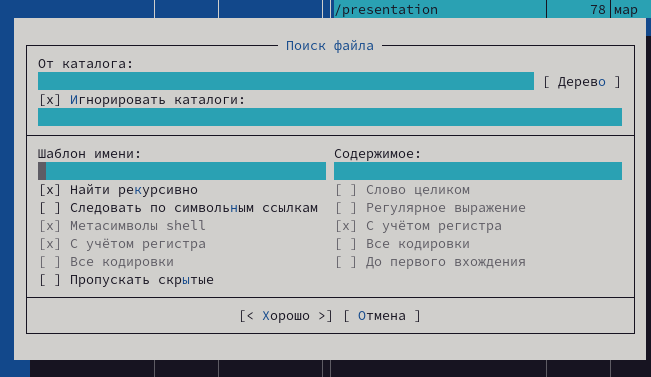 /presentation 78 мар
Поиск файла
От каталога:
[ Дерево ]
[x] Игнорировать каталоги:
Шаблон имени: Содержимое:
[x] Найти рекурсивно [ ] Слово целиком
[ ] Следовать по символьным ссылкам [ ] Регулярное выражение
[x] Метасимволы shell [x] С учётом регистра
[x] С учётом регистра [ ] Все кодировки
[ ] Все кодировки [ ] До первого вхождения
[ ] Пропускать скрытые
[< Хорошо >] [ Отмена ]